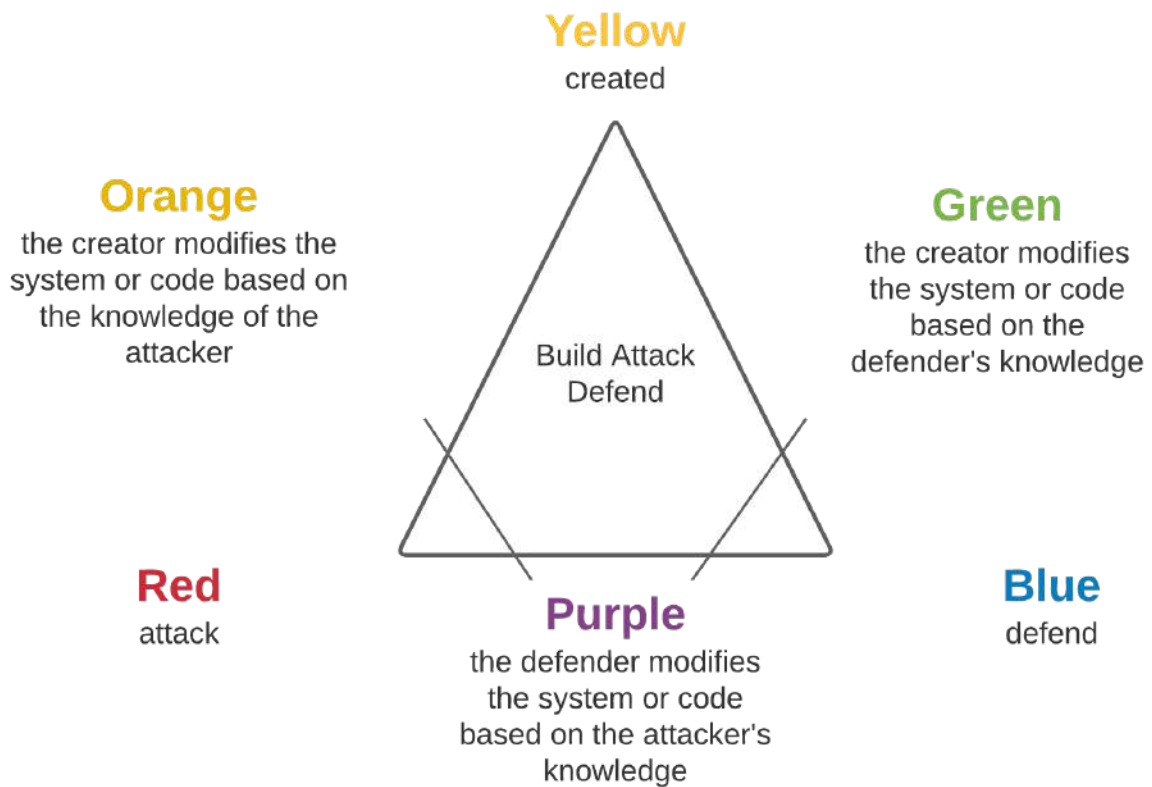 Yellow
created
Orange
the creator modifies the
system or code based on
the knowledge of the
attacker
Green
the creator modifies
the system or code
based on the
defender's knowledge
Build Attack
Defend
Red
attack
Purple
the defender modifies
the system or code
based on the attacker's
knowledge
Blue
defend